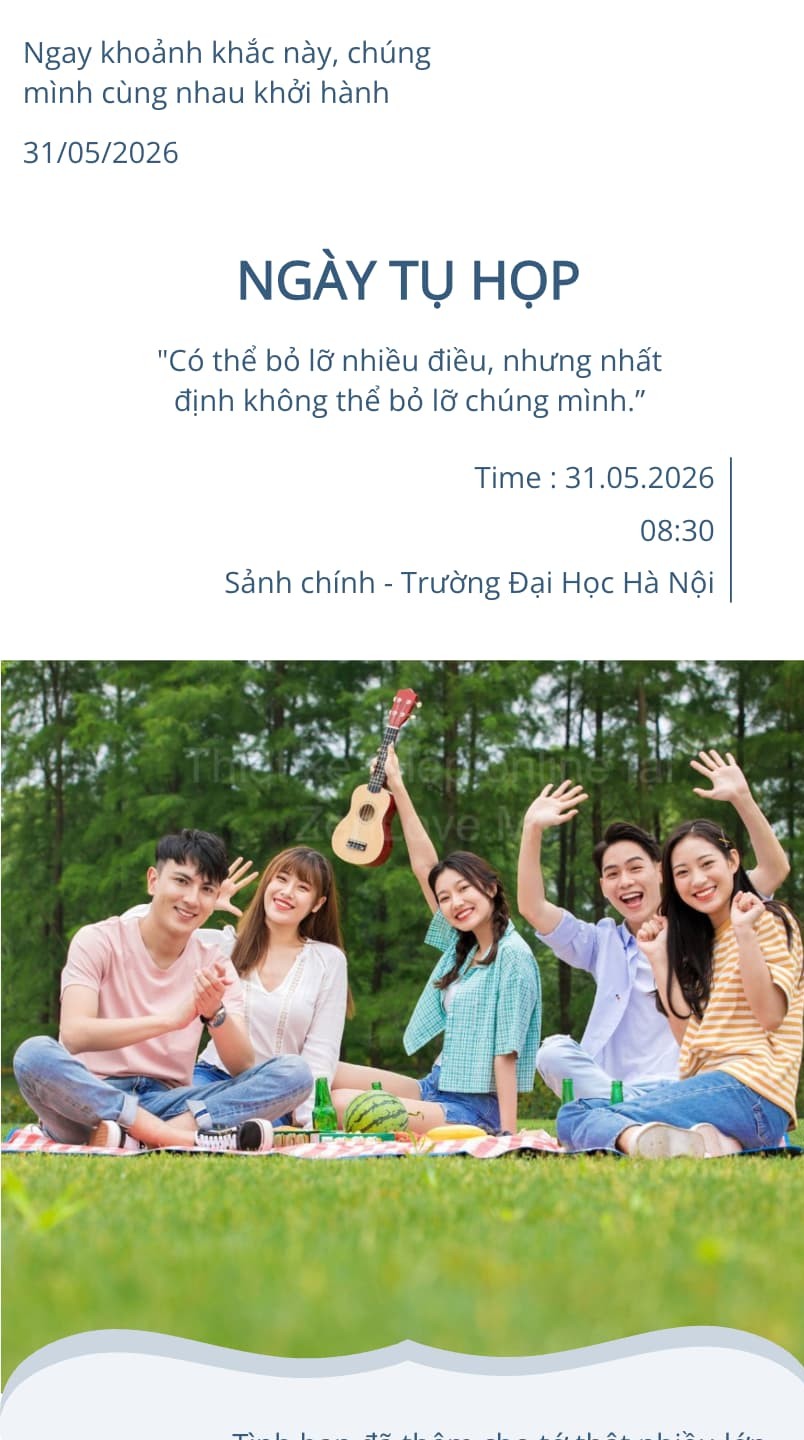 Ngay khoảnh khắc này, chúng
mình cùng nhau khởi hành
31/05/2026
NGÀY TỤ HỌP
"Có thể bỏ lỡ nhiều điều, nhưng nhất
định không thể bỏ lỡ chúng mình.”
Time : 31.05.2026
08:30
Sảnh chính - Trường Đại Học Hà Nội